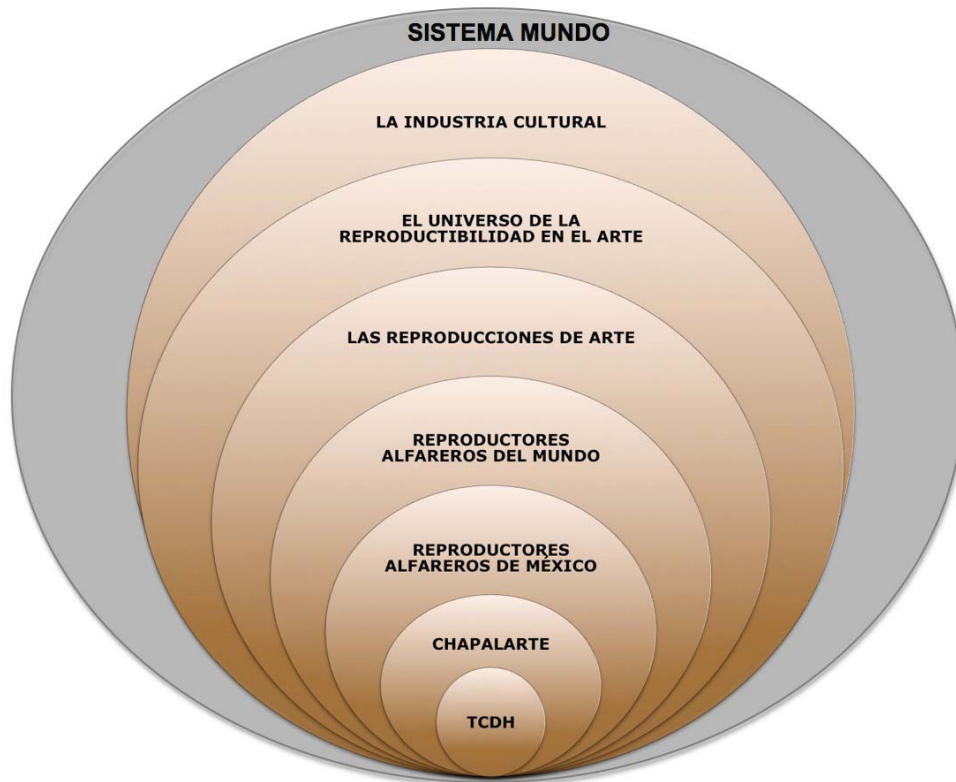 SISTEMA MUNDO
LA INDUSTRIA CULTURAL
EL UNIVERSO DE LA
REPRODUCTIBILIDAD EN EL ARTE
LAS REPRODUCCIONES DE ARTE
REPRODUCTORES
ALFAREROS DEL MUNDO
REPRODUCTORES
ALFAREROS DE MÉXICO
CHAPALARTE
TCDH